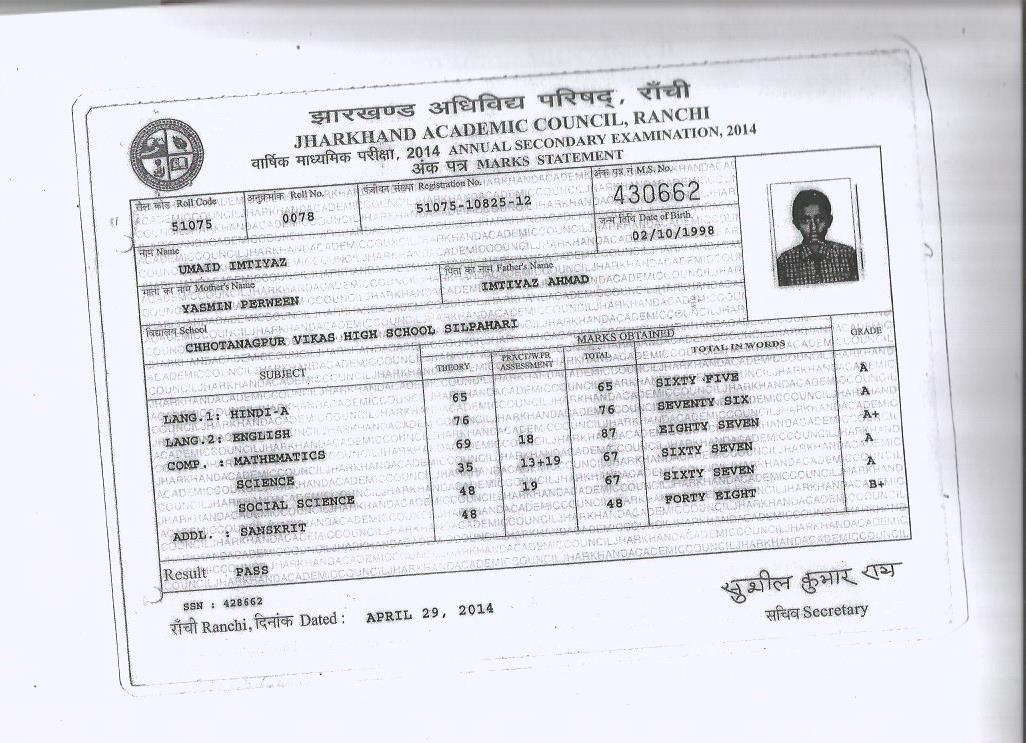 झारखण्ड अधिविद्य परिषद्, राँची
JHARKHAND ACADEMIC COUNCIL, RANCHI
वार्षिक माध्यमिक परीक्षा, 2014 ANNUAL SECONDARY EXAMINATION, 2014
अंक पत्र MARKS STATEMENT
रौल कोड Roll Code अनुक्रमांक Roll No. पंजीयन संख्या Registration No. अंक पत्र नं M.S. No.
51075 0078 51075-10825-12 430662
जन्म तिथि Date of Birth
02/10/1998
नाम Name
UMAID IMTIYAZ
माता का नाम Mother's Name पिता का नाम Father's Name
YASMIN PERWEEN IMTIYAZ AHMAD
विद्यालय School
CHHOTANAGPUR VIKAS HIGH SCHOOL SILPAHARI
SUBJECT MARKS OBTAINED GRADE
THEORY PRACT/W.PR ASSESSMENT TOTAL TOTAL IN WORDS
LANG.1: HINDI-A 65 65 SIXTY FIVE A
LANG.2: ENGLISH 76 76 SEVENTY SIX A
COMP. : MATHEMATICS 69 18 87 EIGHTY SEVEN A+
SCIENCE 35 13+19 67 SIXTY SEVEN A
SOCIAL SCIENCE 48 19 67 SIXTY SEVEN A
ADDL. : SANSKRIT 48 48 FORTY EIGHT B+
Result PASS
SSN : 428662
राँची Ranchi, दिनांक Dated : APRIL 29, 2014
सुशील कुमार राय
सचिव Secretary